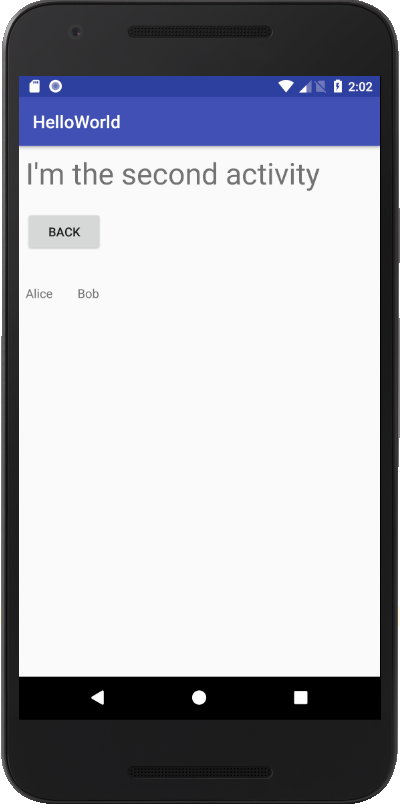 2:02
HelloWorld
I'm the second activity
BACK
Alice Bob